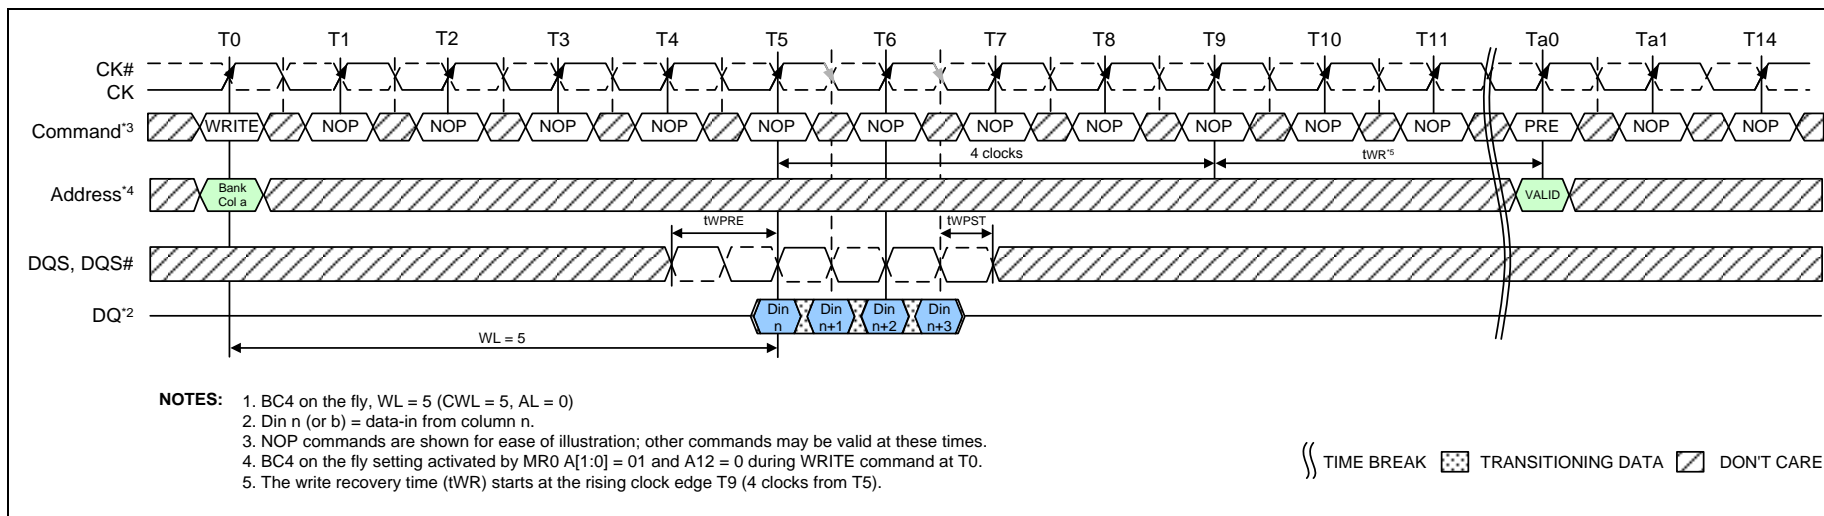 T0 T1 T2 T3 T4 T5 T6 T7 T8 T9 T10 T11 Ta0 Ta1 T14
CK#
CK
Command*3 WRITE NOP NOP NOP NOP NOP NOP NOP NOP NOP NOP NOP PRE NOP NOP
4 clocks tWR*5
Address*4 Bank Col a VALID
tWPRE tWPST
DQS, DQS#
DQ*2 Din n Din n+1 Din n+2 Din n+3
WL = 5
NOTES: 1. BC4 on the fly, WL = 5 (CWL = 5, AL = 0)
2. Din n (or b) = data-in from column n.
3. NOP commands are shown for ease of illustration; other commands may be valid at these times.
4. BC4 on the fly setting activated by MR0 A[1:0] = 01 and A12 = 0 during WRITE command at T0.
5. The write recovery time (tWR) starts at the rising clock edge T9 (4 clocks from T5).
TIME BREAK TRANSITIONING DATA DON'T CARE